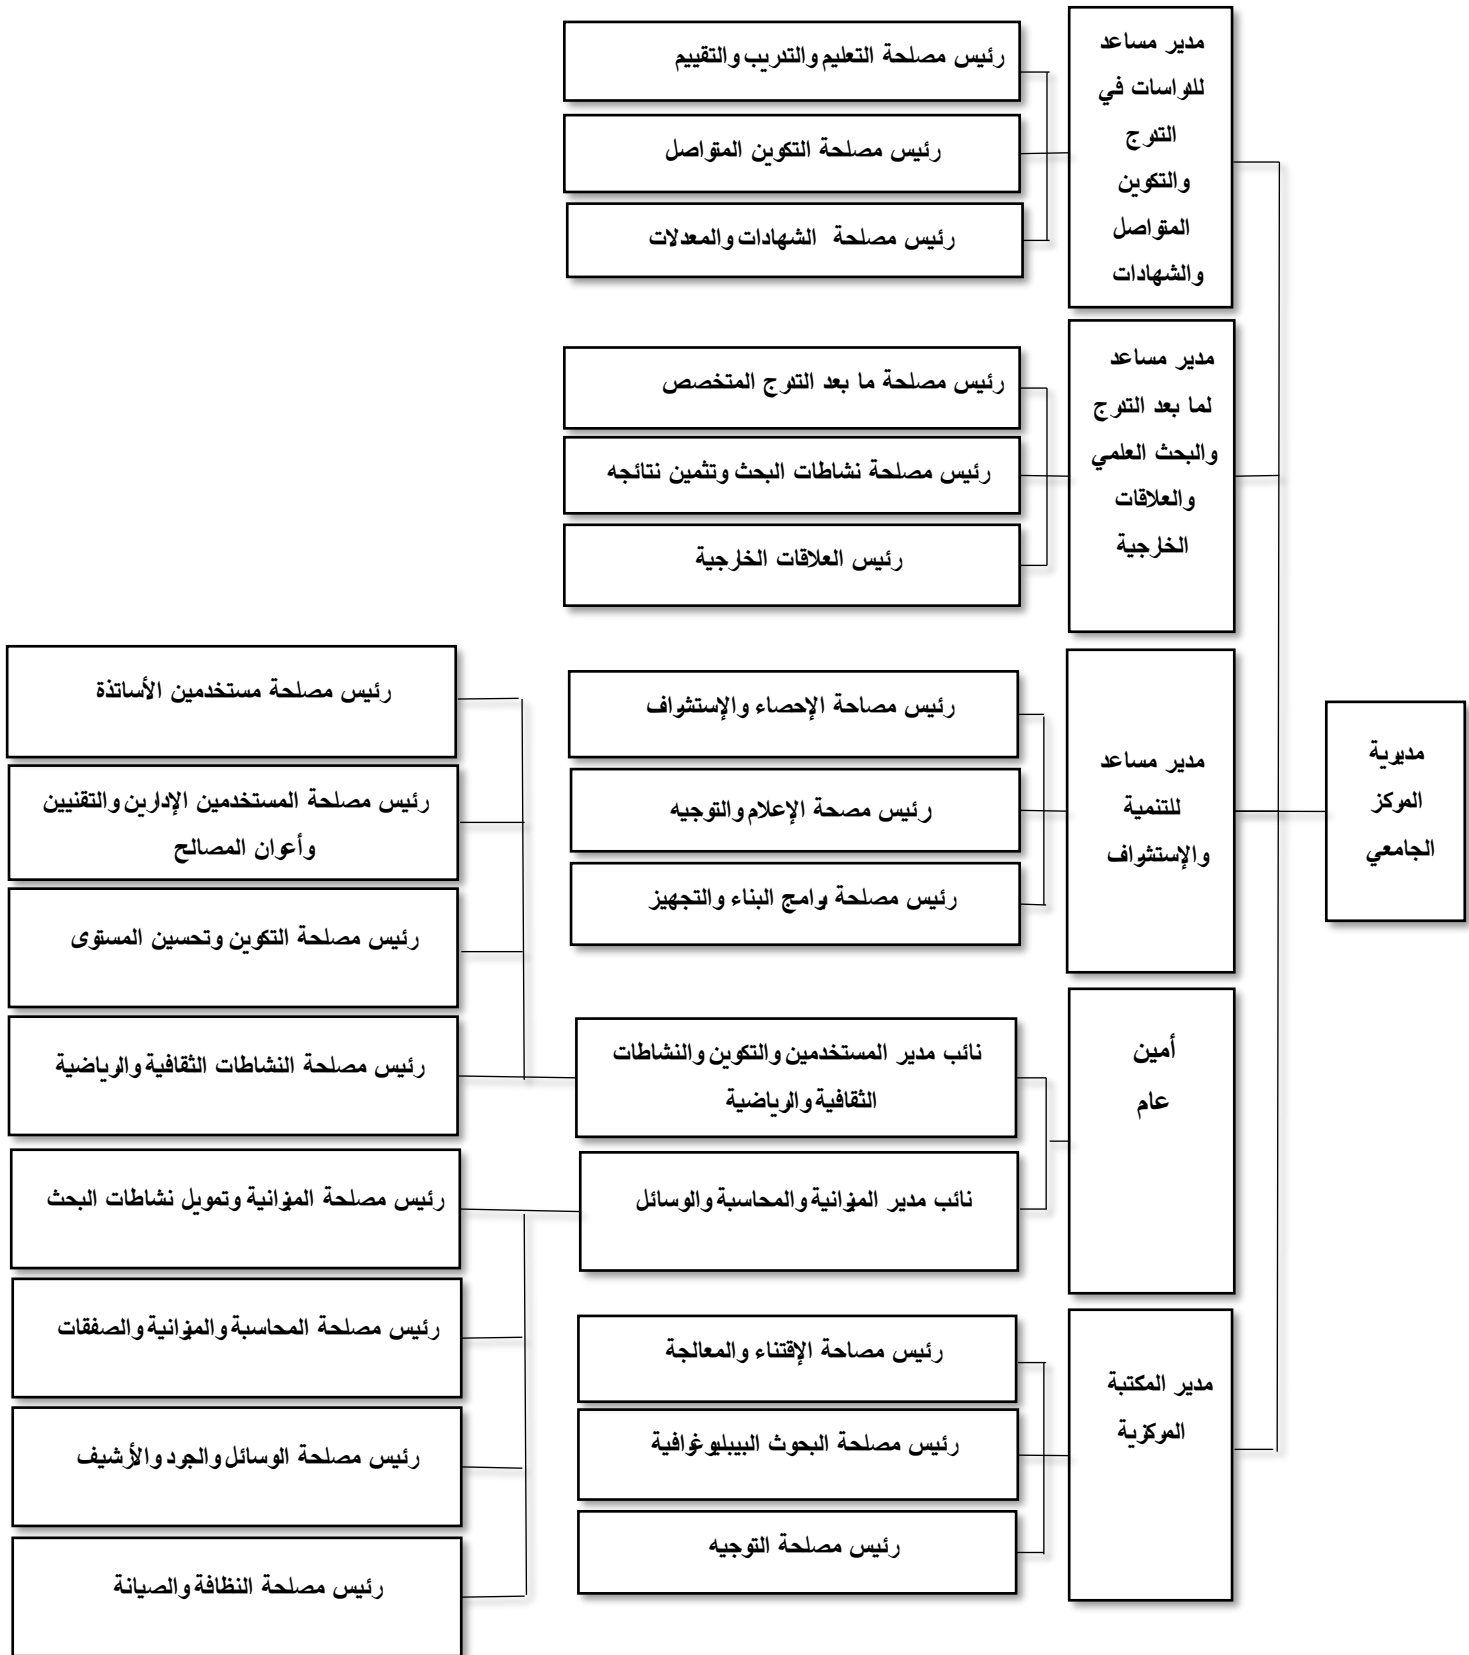 مديرية
المركز
الجامعي
مدير مساعد
للدراسات في
التدرج
والتكوين
المتواصل
والشهادات
رئيس مصلحة التعليم والتدريب والتقييم
رئيس مصلحة التكوين المتواصل
رئيس مصلحة الشهادات والمعدلات
مدير مساعد
لما بعد التدرج
والبحث العلمي
والعلاقات
الخارجية
رئيس مصلحة ما بعد التدرج المتخصص
رئيس مصلحة نشاطات البحث وتثمين نتائجه
رئيس العلاقات الخارجية
مدير مساعد
للتنمية
والإستشراف
رئيس مصاحة الإحصاء والإستشراف
رئيس مصحة الإعلام والتوجيه
رئيس مصلحة برامج البناء والتجهيز
أمين
عام
نائب مدير المستخدمين والتكوين والنشاطات
الثقافية والرياضية
رئيس مصلحة مستخدمين الأساتذة
رئيس مصلحة المستخدمين الإدارين والتقنيين
وأعوان المصالح
رئيس مصلحة التكوين وتحسين المستوى
رئيس مصلحة النشاطات الثقافية والرياضية
نائب مدير الميزانية والمحاسبة والوسائل
رئيس مصلحة الميزانية وتمويل نشاطات البحث
رئيس مصلحة المحاسبة والميزانية والصفقات
رئيس مصلحة الوسائل والجرد والأرشيف
رئيس مصلحة النظافة والصيانة
مدير المكتبة
المركزية
رئيس مصاحة الإقتناء والمعالجة
رئيس مصلحة البحوث البيبليوغرافية
رئيس مصلحة التوجيه